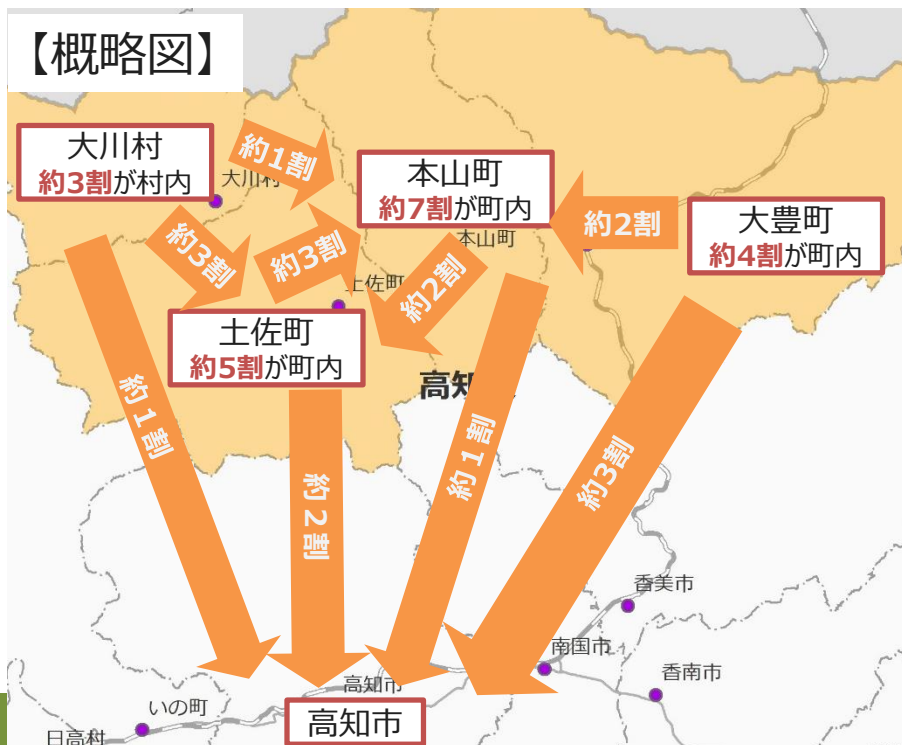 【概略図】
大川村
約3割が村内
大川村
約1割
本山町
約7割が町内
本山町
約2割
大豊町
約4割が町内
約3割
約3割
土佐町
約2割
土佐町
約5割が町内
高知
約1割
約2割
約1割
約3割
香美市
南国市
香南市
高知市
高知市
いの町
日高村